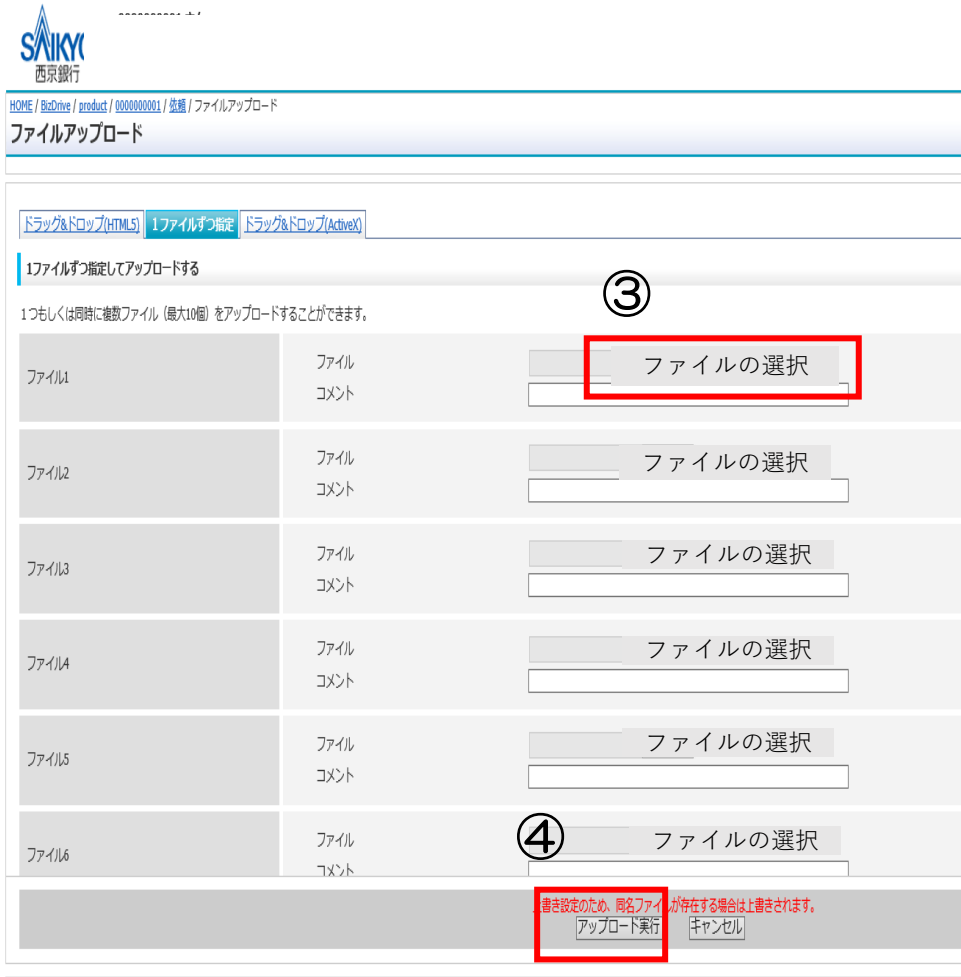 SAIKYO
西京銀行
HOME / BizDrive / product / 0000000001 / 依頼 / ファイルアップロード
ファイルアップロード
ドラッグ&ドロップ(HTML5) 1ファイルずつ指定 ドラッグ&ドロップ(ActiveX)
1ファイルずつ指定してアップロードする
③
1つもしくは同時に複数ファイル（最大10個）をアップロードすることができます。
ファイル1
ファイル
ファイルの選択
コメント
ファイル2
ファイル
ファイルの選択
コメント
ファイル3
ファイル
ファイルの選択
コメント
ファイル4
ファイル
ファイルの選択
コメント
ファイル5
ファイル
ファイルの選択
コメント
④
ファイル6
ファイル
ファイルの選択
コメント
書き設定のため、同名ファイルが存在する場合は上書きされます。
アップロード実行 キャンセル